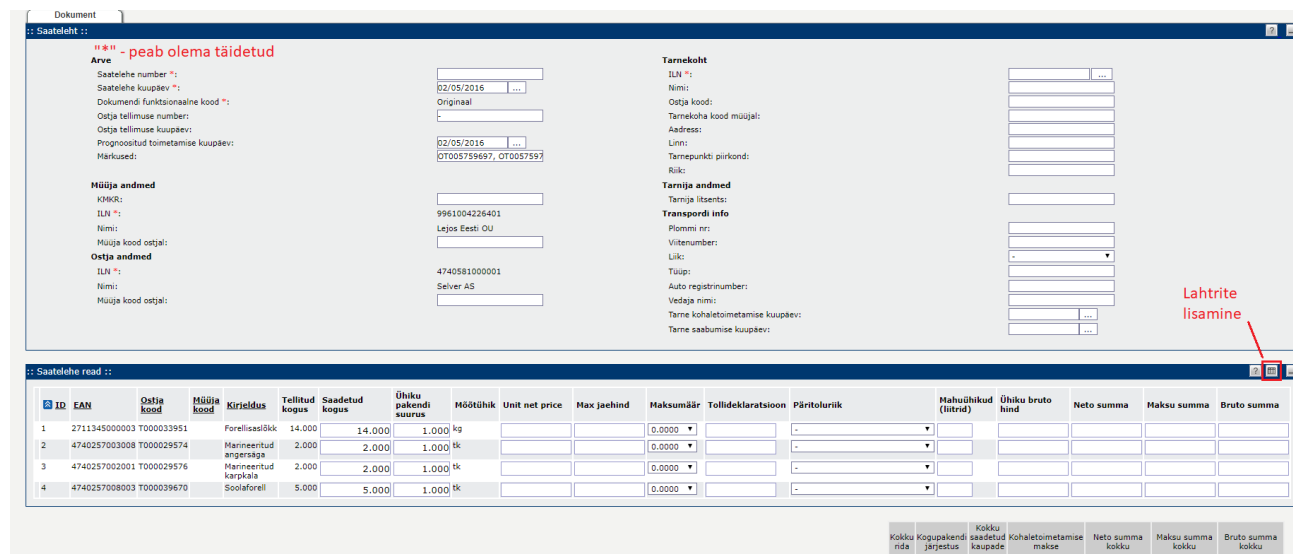 Dokument
:: Saateleht ::
?
"*" - peab olema täidetud
Arve
Saatelehe number *:
Saatelehe kuupäev *: 02/05/2016 ...
Dokumendi funktsionaalne kood *: Originaal
Ostja tellimuse number: -
Ostja tellimuse kuupäev:
Prognoositud toimetamise kuupäev: 02/05/2016 ...
Märkused: OT005759697, OT0057597
Müüja andmed
KMKR:
ILN *: 9961004226401
Nimi: Lejos Eesti OU
Müüja kood ostjal:
Ostja andmed
ILN *: 4740581000001
Nimi: Selver AS
Müüja kood ostjal:
Tarnekoht
ILN *: ...
Nimi:
Ostja kood:
Tarnekoha kood müüjal:
Aadress:
Linn:
Tarnepunkti piirkond:
Riik:
Tarnija andmed
Tarnija litsents:
Transpordi info
Plommi nr:
Viitenumber:
Liik: -
Tüüp:
Auto registrinumber:
Vedaja nimi:
Tarne kohaletoimetamise kuupäev: ...
Tarne saabumise kuupäev: ...
Lahtrite
lisamine
:: Saatelehe read ::
?
ID EAN Ostja kood Müüja kood Kirjeldus Tellitud kogus Saadetud kogus Ühiku pakendi suurus Mõõtühik Unit net price Max jaehind Maksumäär Tollideklaratsioon Päritoluriik Mahuühikud (liitrid) Ühiku bruto hind Neto summa Maksu summa Bruto summa
1 2711345000003 T000033951 Forellisaslõkk 14.000 14.000 1.000 kg 0.0000 -
2 4740257003008 T000029574 Marineeritud angersäga 2.000 2.000 1.000 tk 0.0000 -
3 4740257002001 T000029576 Marineeritud karpkala 2.000 2.000 1.000 tk 0.0000 -
4 4740257008003 T000039670 Soolaforell 5.000 5.000 1.000 tk 0.0000 -
Kokku rida Kogupakendi järjestus Kokku saadetud kaupade Kohaletoimetamise makse Neto summa kokku Maksu summa kokku Bruto summa kokku